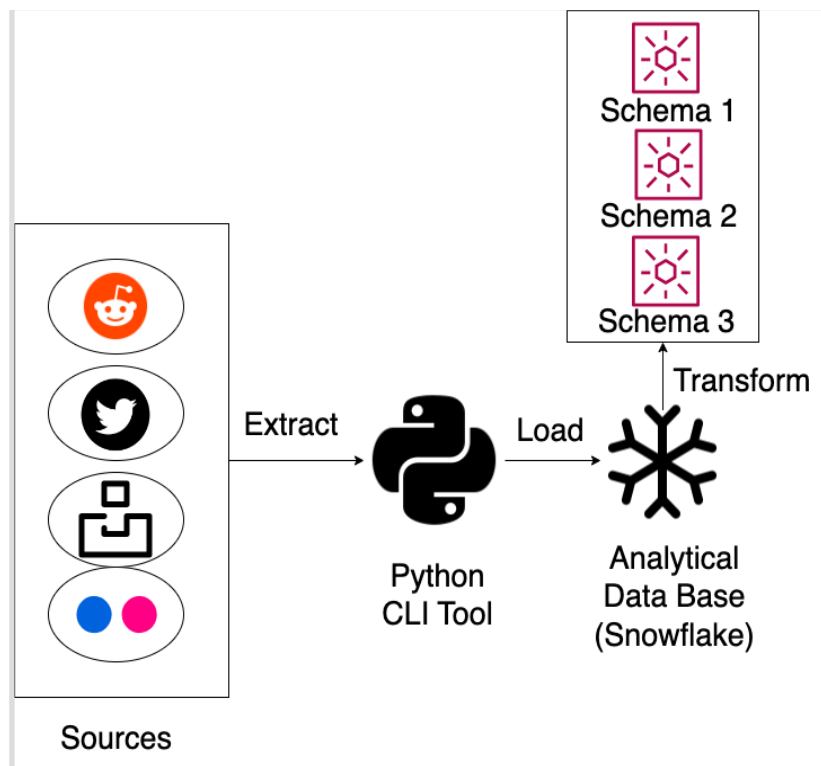 Schema 1
Schema 2
Schema 3
Transform
Extract
Load
Python
CLI Tool
Analytical
Data Base
(Snowflake)
Sources